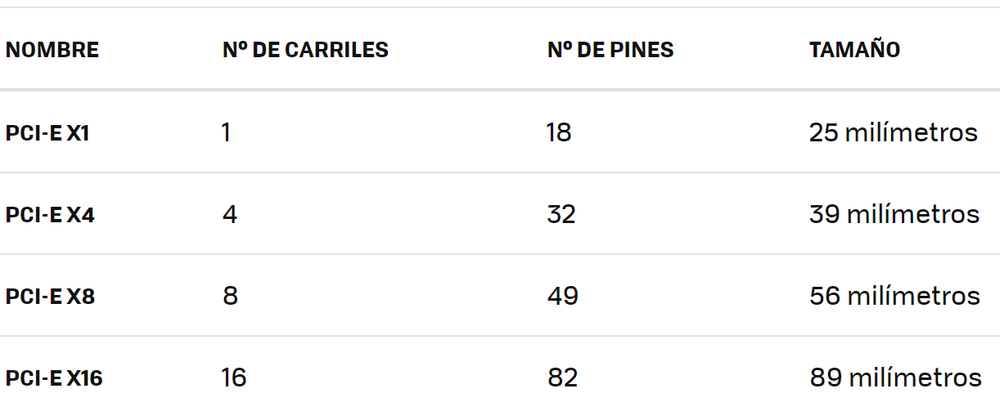 NOMBRE Nº DE CARRILES Nº DE PINES TAMAÑO
PCI-E X1 1 18 25 milímetros
PCI-E X4 4 32 39 milímetros
PCI-E X8 8 49 56 milímetros
PCI-E X16 16 82 89 milímetros